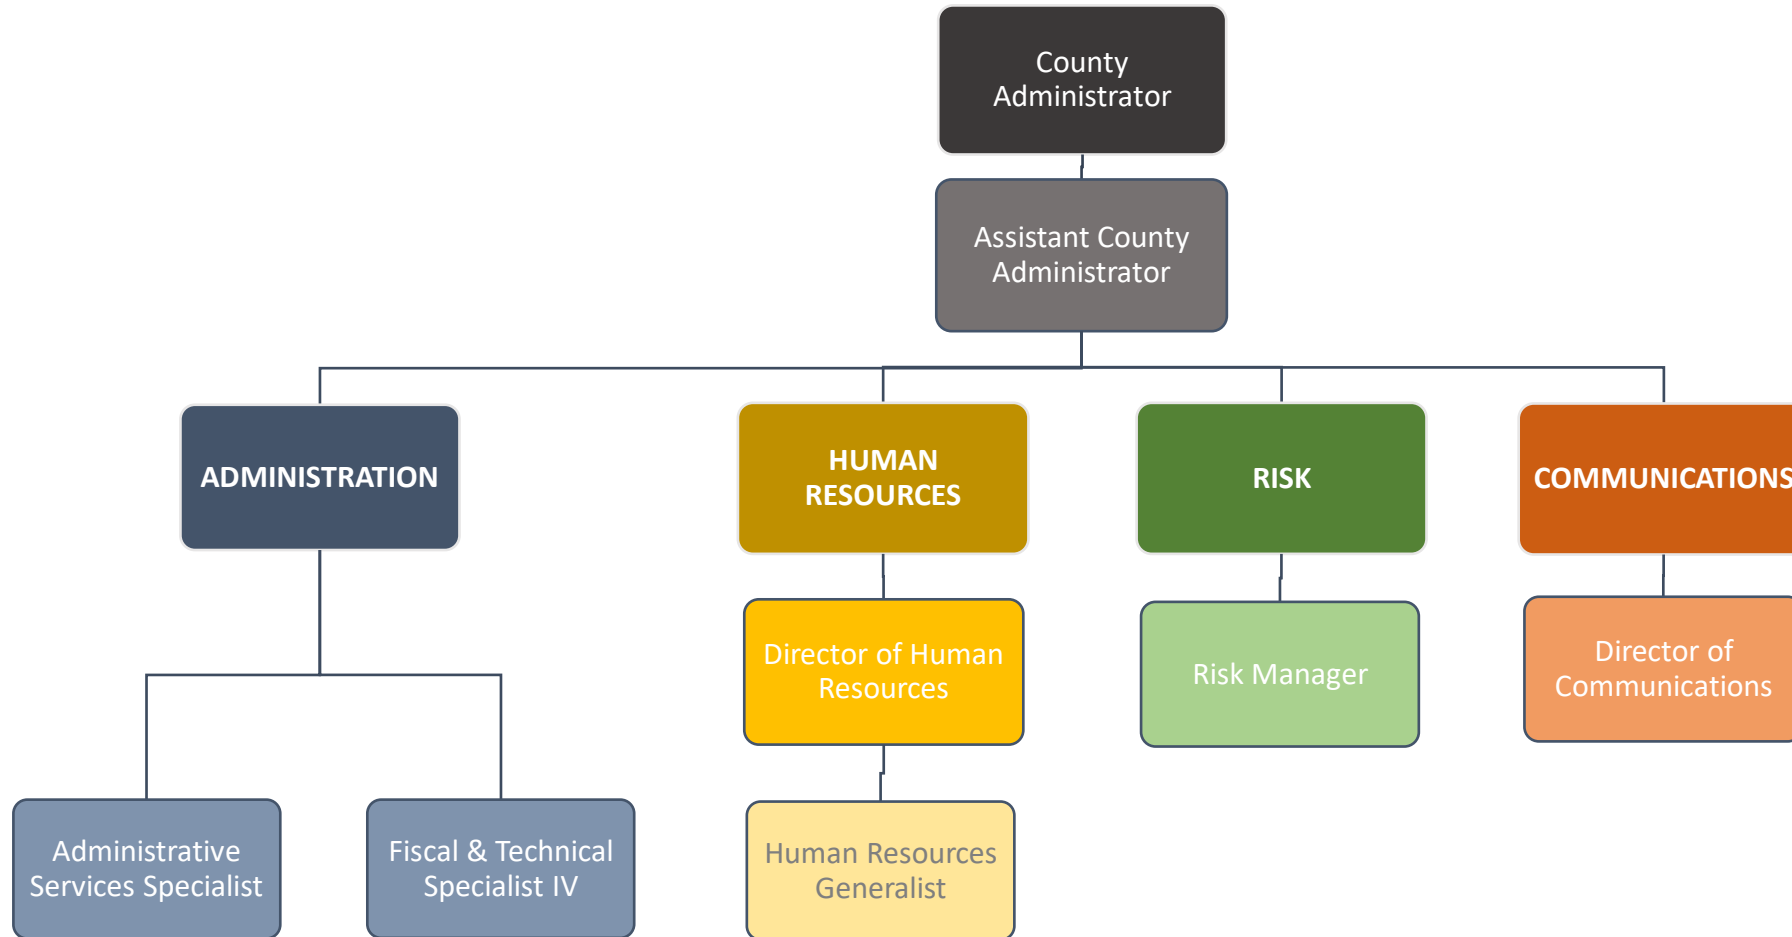 County
Administrator
Assistant County
Administrator
ADMINISTRATION
HUMAN
RESOURCES
RISK
COMMUNICATIONS
Director of Human
Resources
Risk Manager
Director of
Communications
Administrative
Services Specialist
Fiscal & Technical
Specialist IV
Human Resources
Generalist